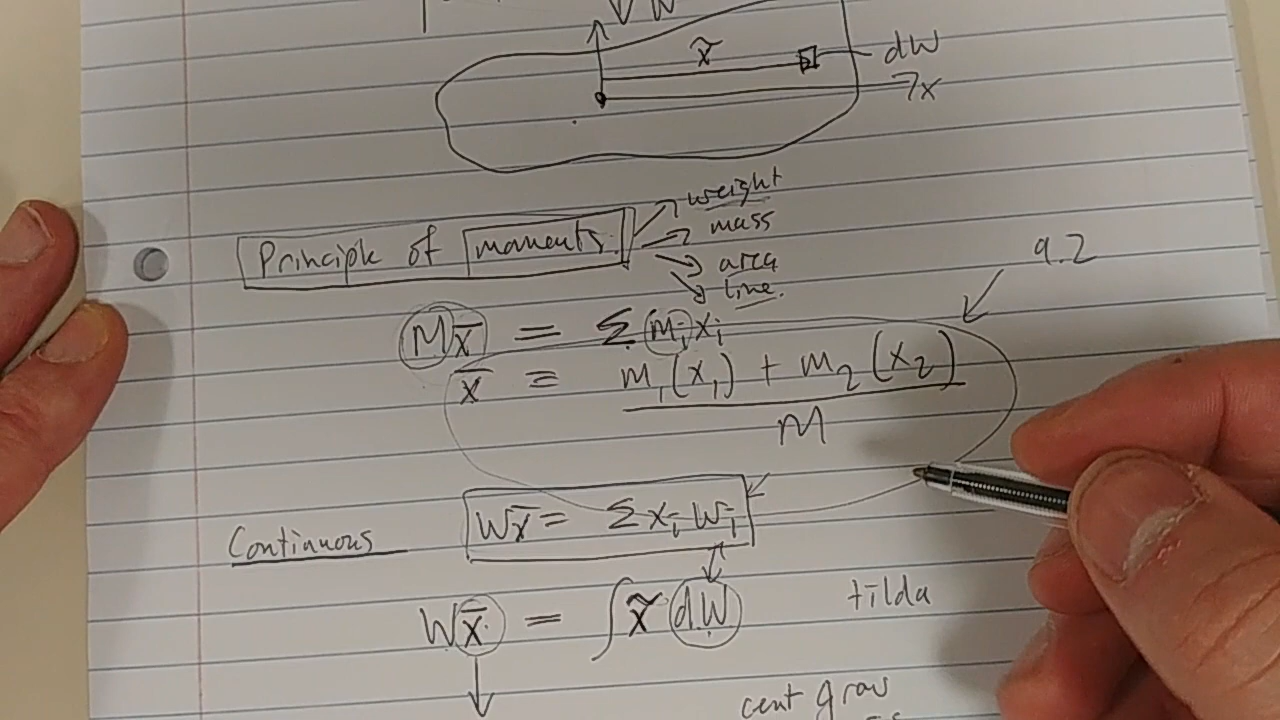 x̃
dW
x
Principle of moments.
weight
mass
area
line.
9.2
Mx̄ = Σ mᵢxᵢ
x̄ = m₁(x₁) + m₂(x₂)
M
Wx̄ = Σ xᵢ Wᵢ
Continuous
Wx̄ = ∫ x̃ dW
tilda
cent grav